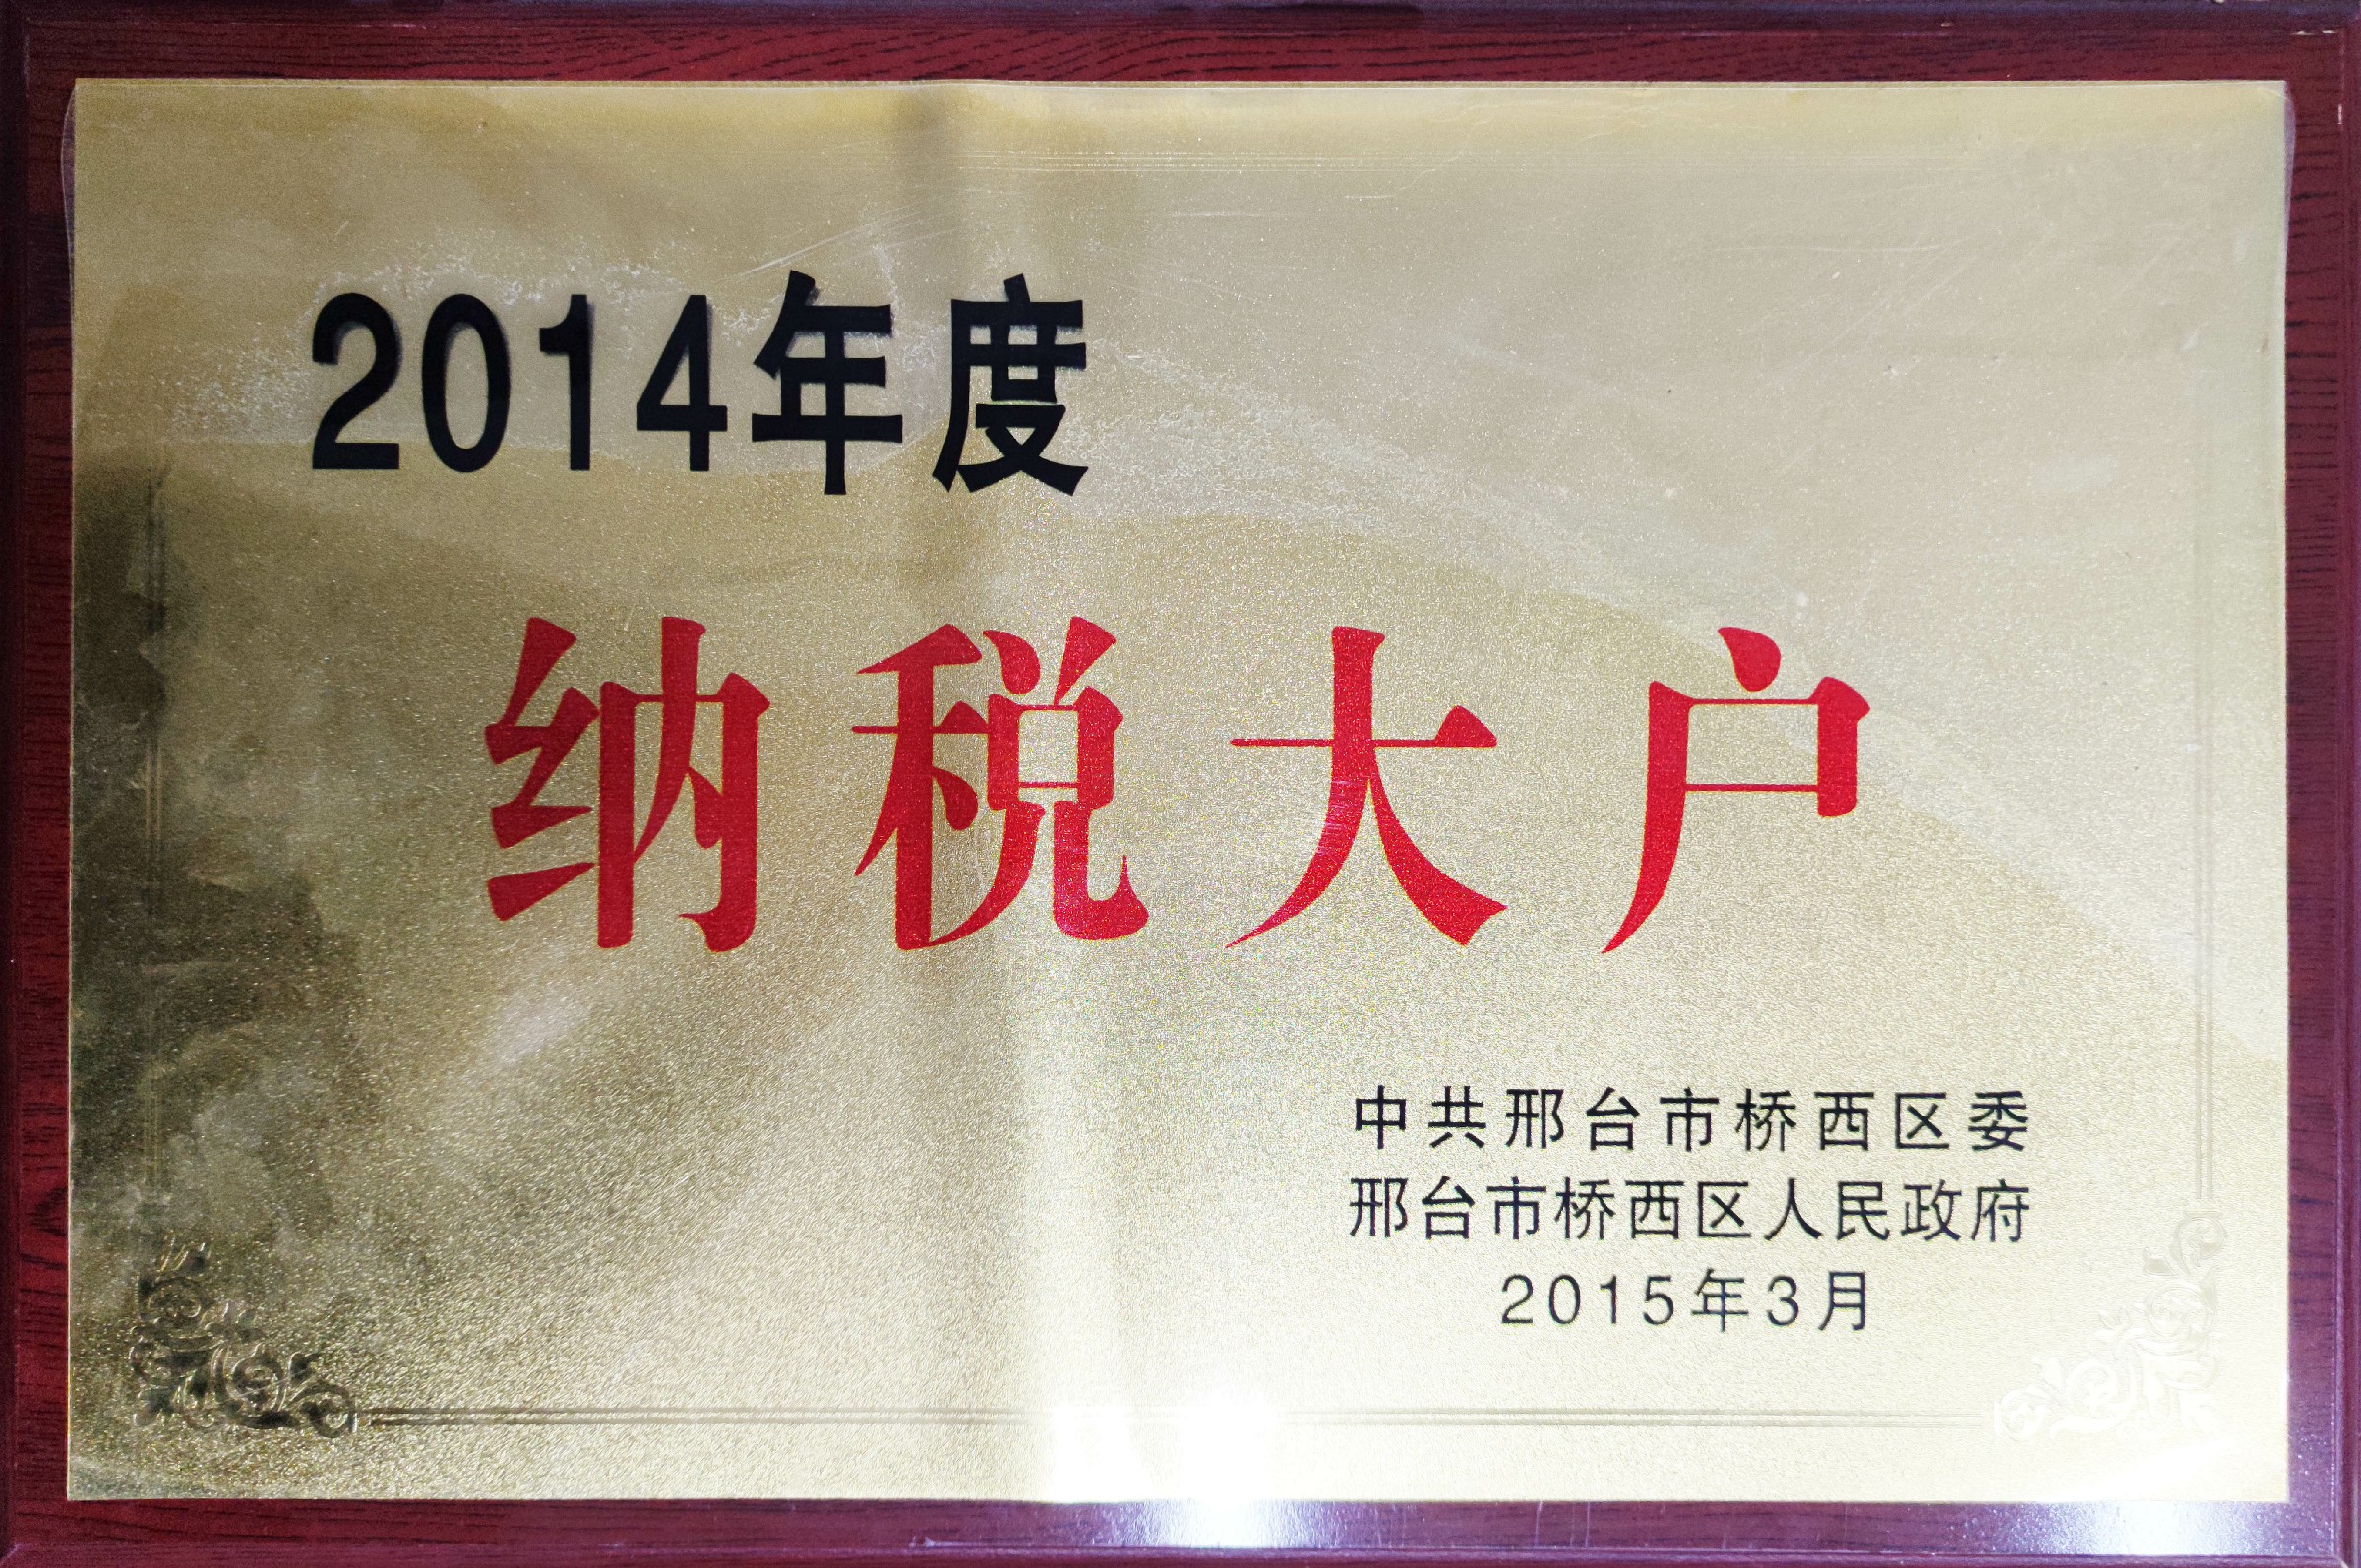 2014年度
纳税大户
中共邢台市桥西区委
邢台市桥西区人民政府
2015年3月